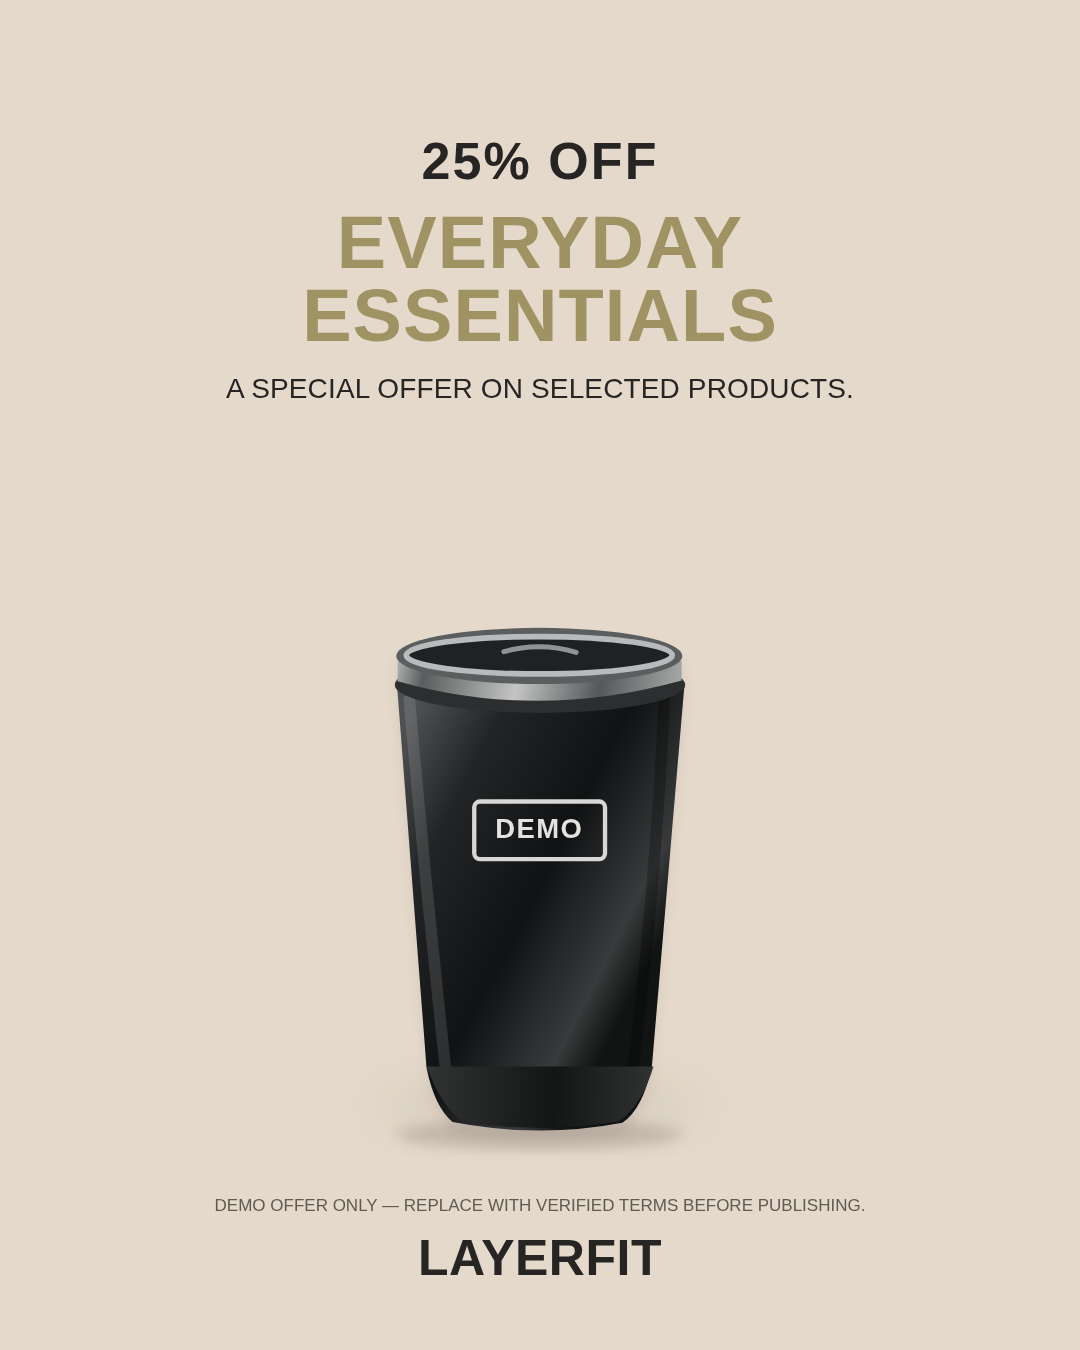 25% OFF
EVERYDAY
ESSENTIALS
A SPECIAL OFFER ON SELECTED PRODUCTS.
DEMO
DEMO OFFER ONLY — REPLACE WITH VERIFIED TERMS BEFORE PUBLISHING.
LAYERFIT